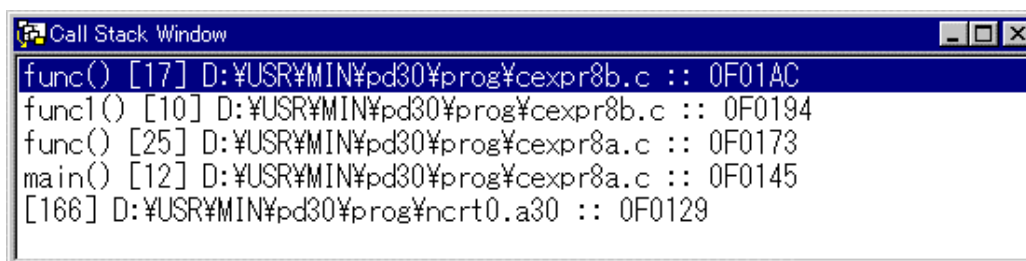 Call Stack Window
func() [17] D:¥USR¥MIN¥pd30¥prog¥cexpr8b.c :: 0F01AC
func1() [10] D:¥USR¥MIN¥pd30¥prog¥cexpr8b.c :: 0F0194
func() [25] D:¥USR¥MIN¥pd30¥prog¥cexpr8a.c :: 0F0173
main() [12] D:¥USR¥MIN¥pd30¥prog¥cexpr8a.c :: 0F0145
[166] D:¥USR¥MIN¥pd30¥prog¥ncrt0.a30 :: 0F0129